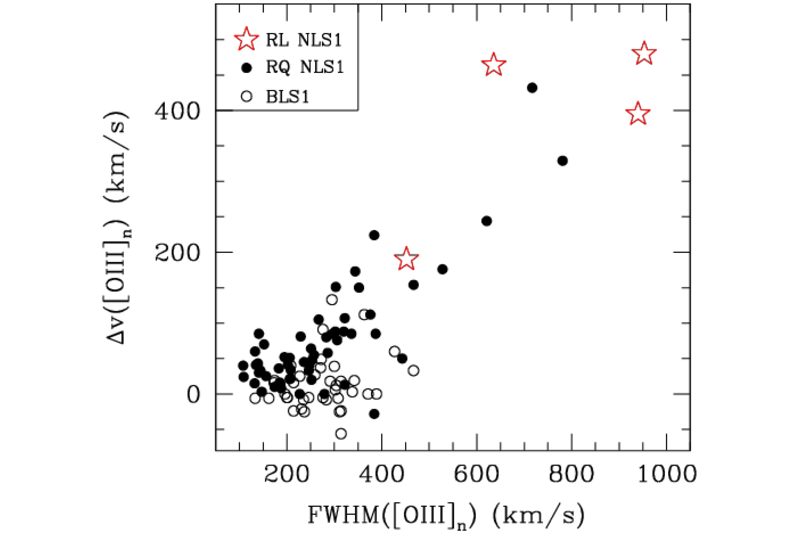 RL NLS1
RQ NLS1
BLS1
400
200
0
Δv([OIII]n) (km/s)
200 400 600 800 1000
FWHM([OIII]n) (km/s)